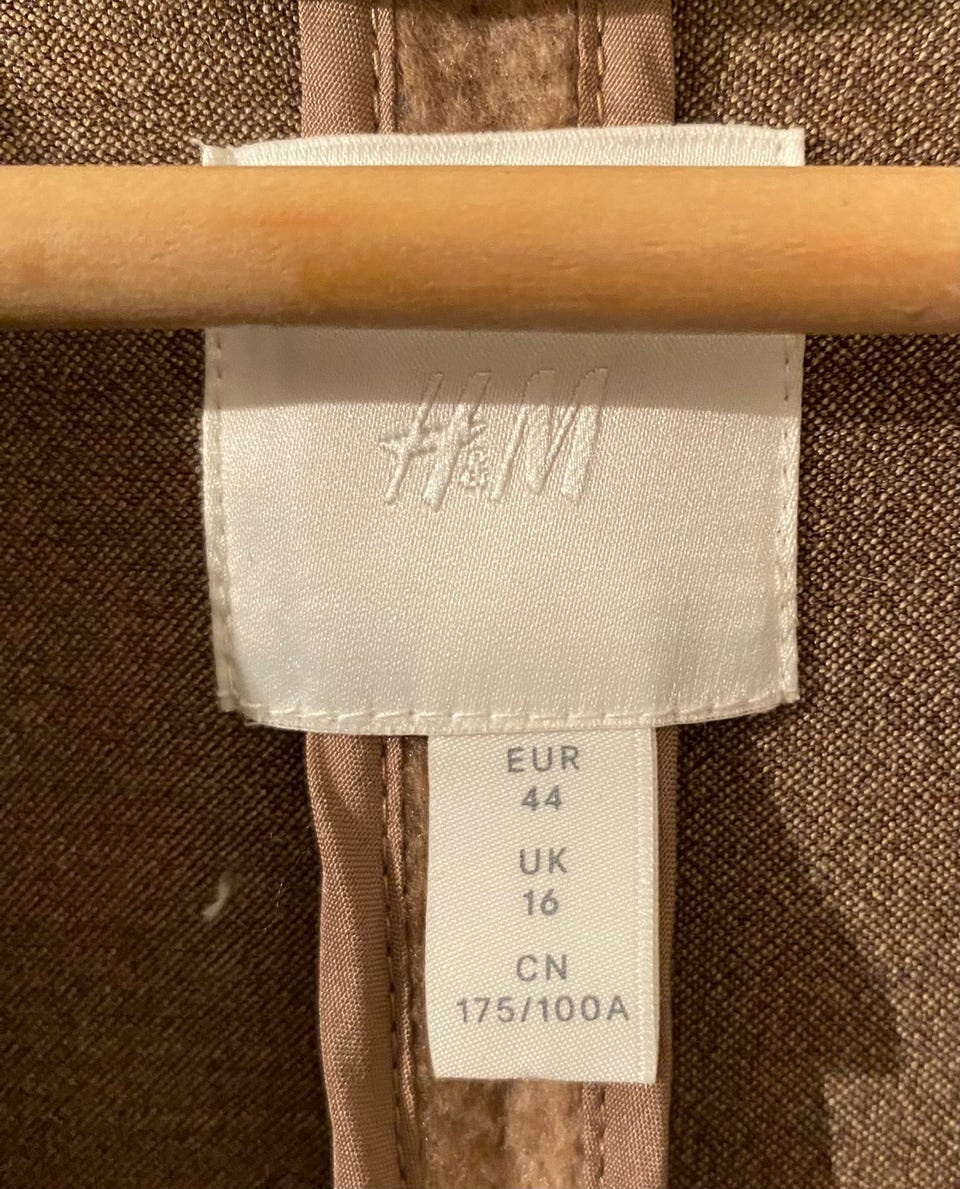 H&M
EUR
44
UK
16
CN
175/100A